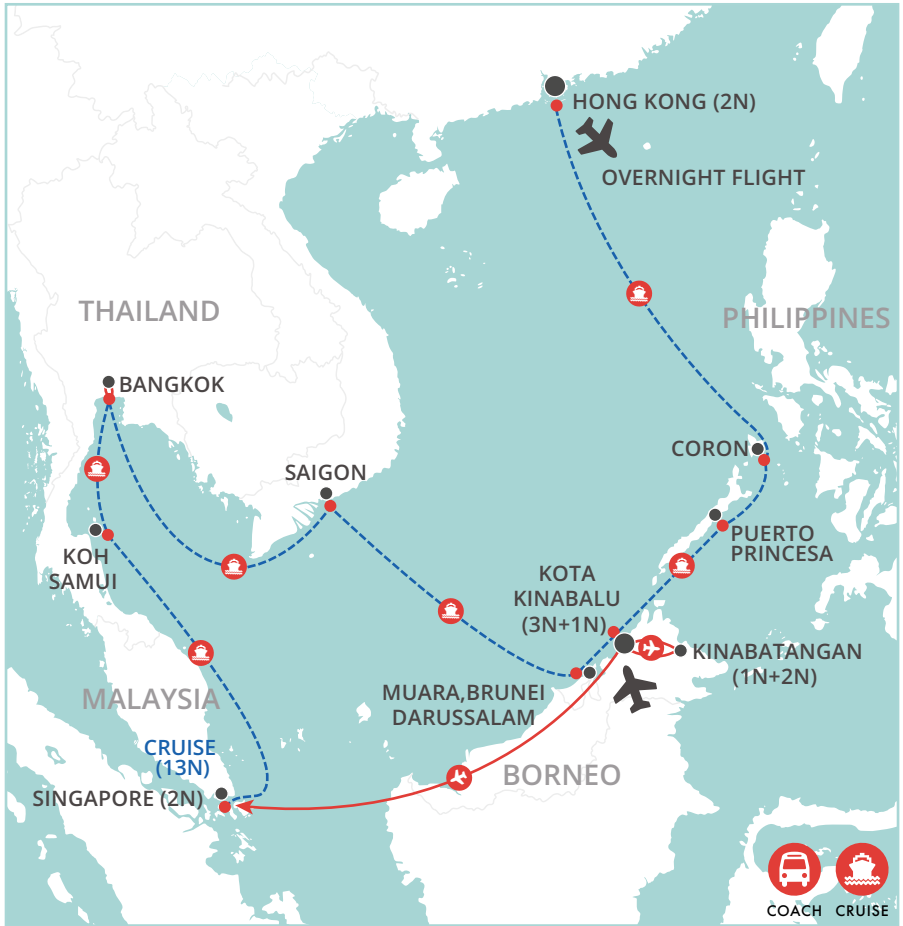 HONG KONG (2N)
OVERNIGHT FLIGHT
THAILAND
PHILIPPINES
BANGKOK
CORON
SAIGON
PUERTO
PRINCESA
KOH
SAMUI
KOTA
KINABALU
(3N+1N)
KINABATANGAN
(1N+2N)
MUARA,BRUNEI
DARUSSALAM
MALAYSIA
CRUISE
(13N)
BORNEO
SINGAPORE (2N)
COACH
CRUISE